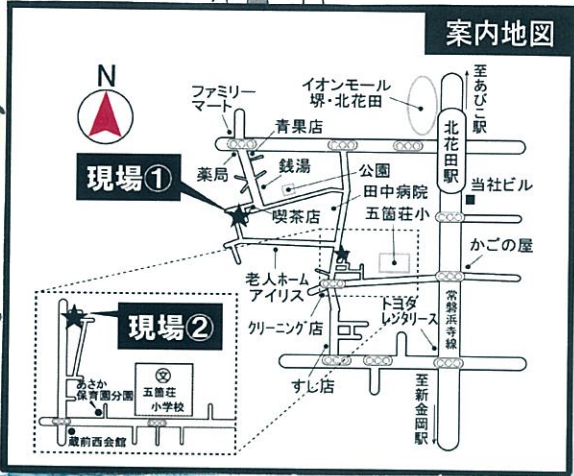 案内地図
N
ファミリー
マート
青果店
イオンモール
堺・北花田
至あびこ駅
北花田駅
薬局
銭湯
公園
田中病院
当社ビル
現場①
喫茶店
五箇荘小
かごの屋
老人ホーム
アイリス
クリーニング店
トヨタ
レンタリース
常磐浜寺線
すし店
至新金岡駅
現場②
文
五箇荘
小学校
あさか
保育園分園
蔵前西会館